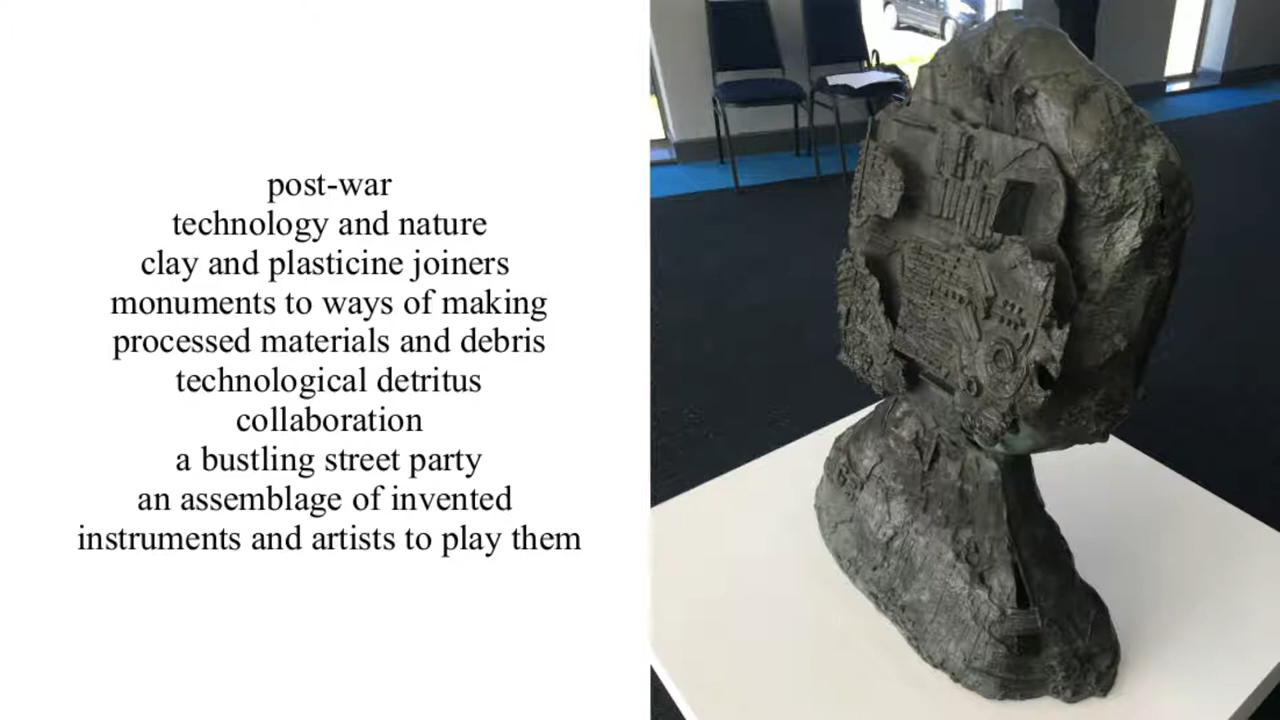 post-war
technology and nature
clay and plasticine joiners
monuments to ways of making
processed materials and debris
technological detritus
collaboration
a bustling street party
an assemblage of invented
instruments and artists to play them